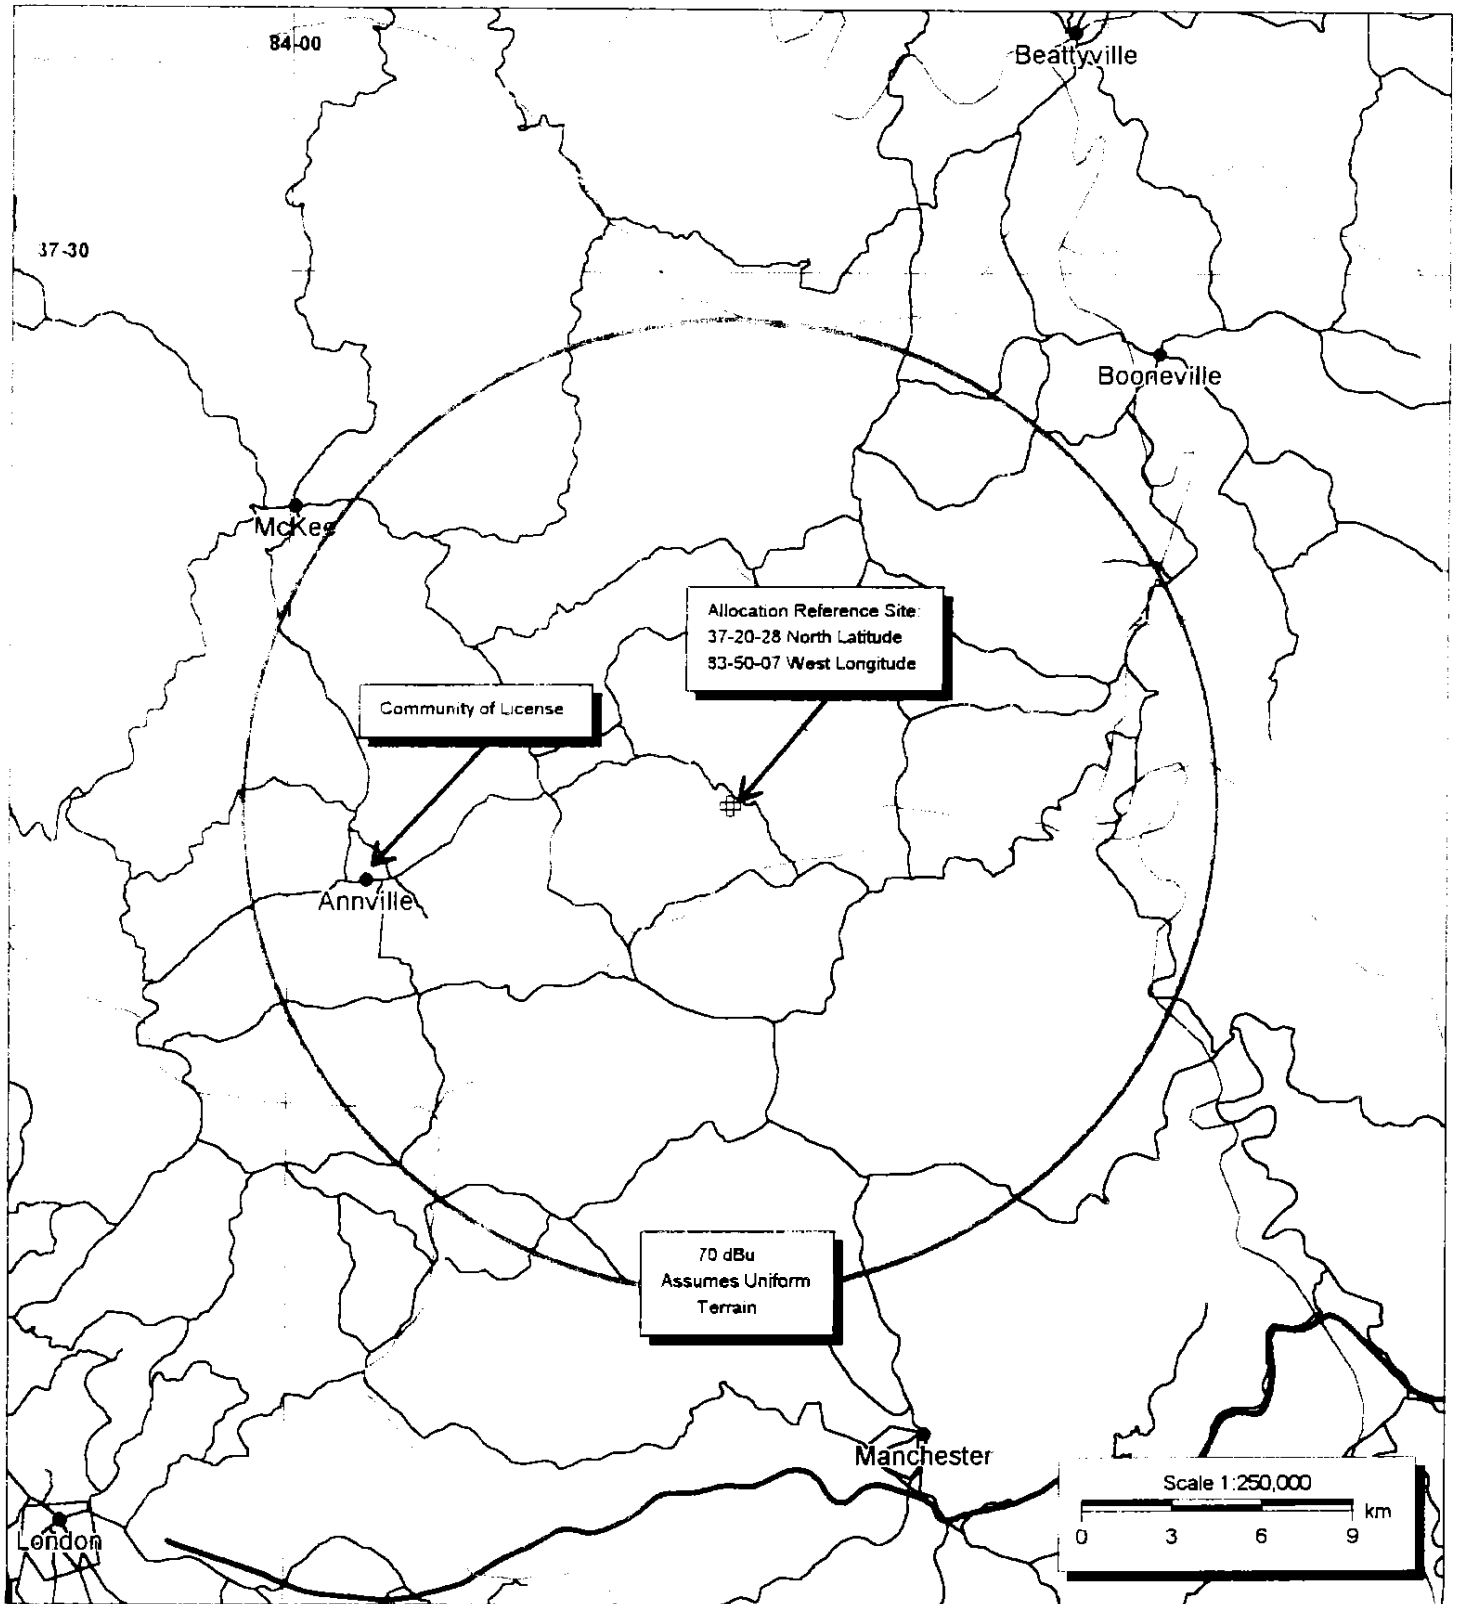 84-00
Beattyville
37-30
Booneville
McKee
Allocation Reference Site:
37-20-28 North Latitude
83-50-07 West Longitude
Community of License
Annville
70 dBu
Assumes Uniform
Terrain
Manchester
Scale 1:250,000
km
0 3 6 9
London